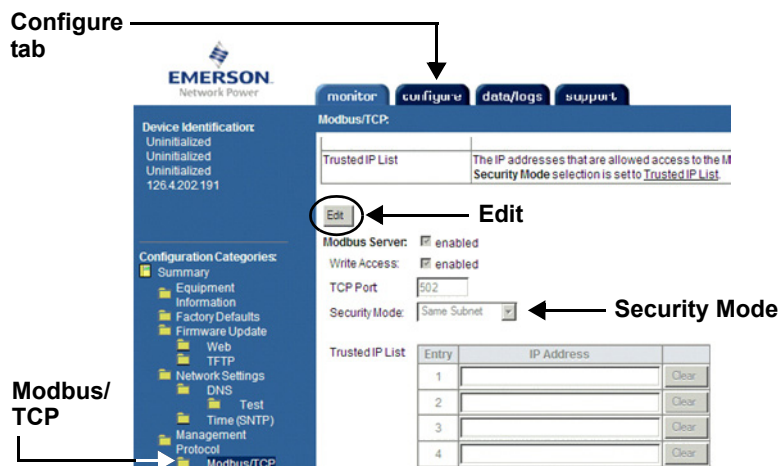 Configure
tab
EMERSON.
Network Power
monitor configure data/logs support
Device Identification:
Uninitialized
Uninitialized
Uninitialized
126.4.202.191
Configuration Categories:
Summary
Equipment
Information
Factory Defaults
Firmware Update
Web
TFTP
Network Settings
DNS
Test
Time (SNTP)
Management
Protocol
Modbus/TCP
Modbus/
TCP
Modbus/TCP:
Trusted IP List The IP addresses that are allowed access to the M
Security Mode selection is set to Trusted IP List.
Edit
Edit
Modbus Server: enabled
Write Access: enabled
TCP Port 502
Security Mode: Same Subnet
Security Mode
Trusted IP List Entry IP Address
1 Clear
2 Clear
3 Clear
4 Clear